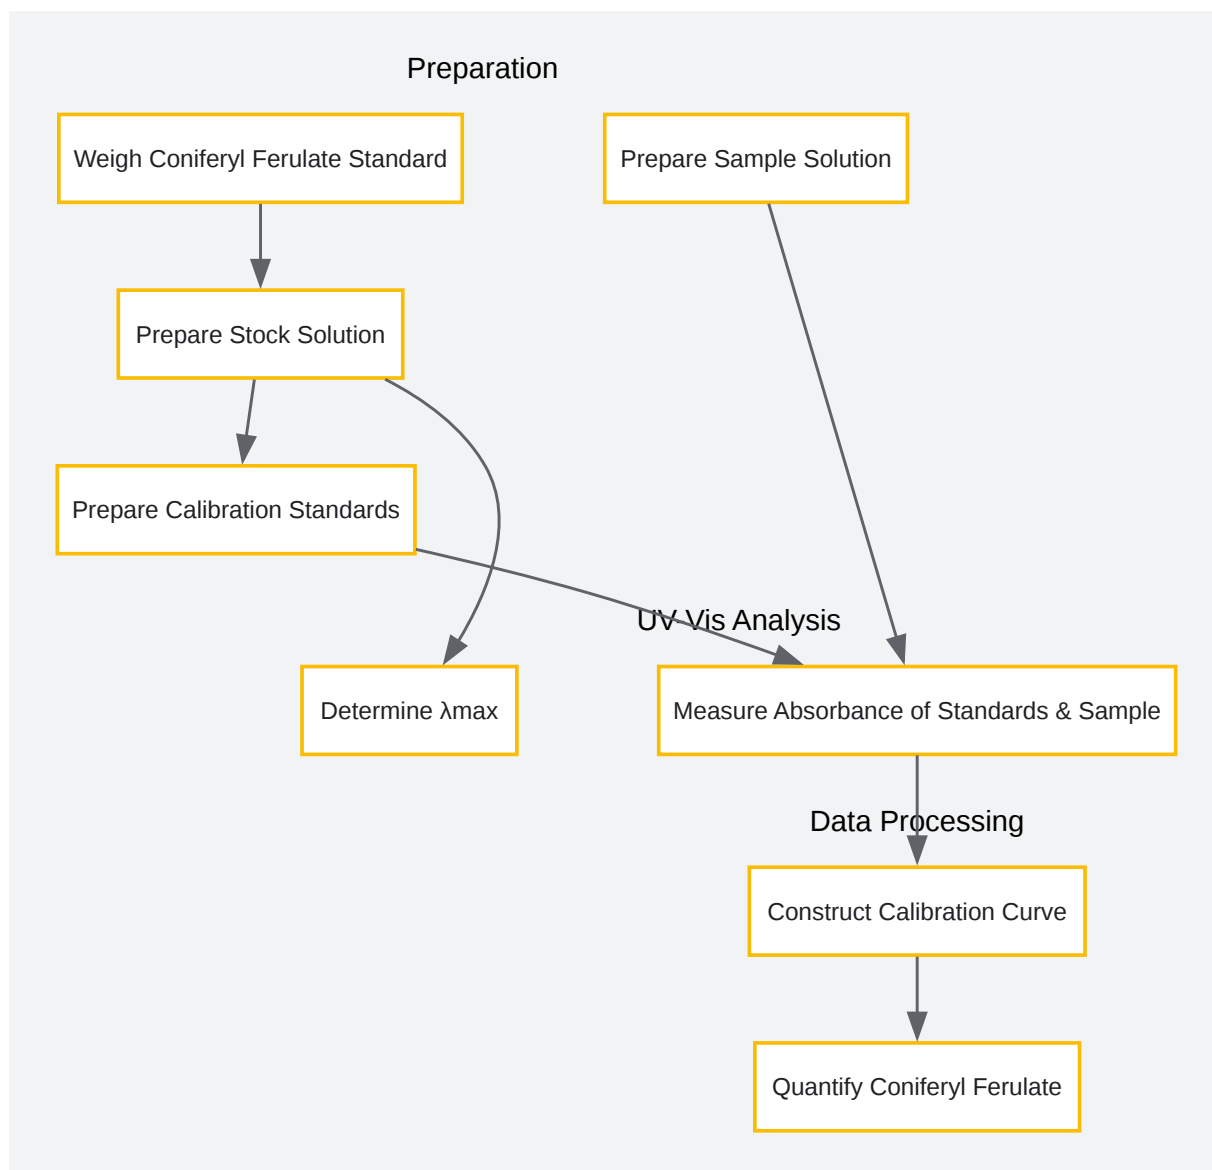 Preparation
Weigh Coniferyl Ferulate Standard
Prepare Sample Solution
Prepare Stock Solution
Prepare Calibration Standards
UV-Vis Analysis
Determine λmax
Measure Absorbance of Standards & Sample
Data Processing
Construct Calibration Curve
Quantify Coniferyl Ferulate